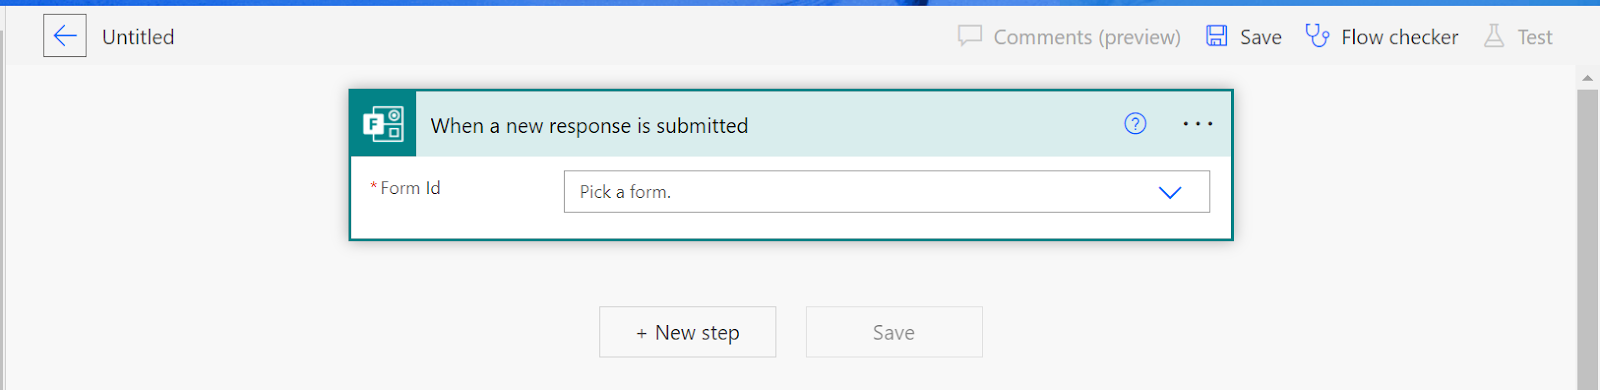 Untitled
Comments (preview)
Save
Flow checker
Test
F
When a new response is submitted
?
...
*Form Id
Pick a form.
+ New step
Save